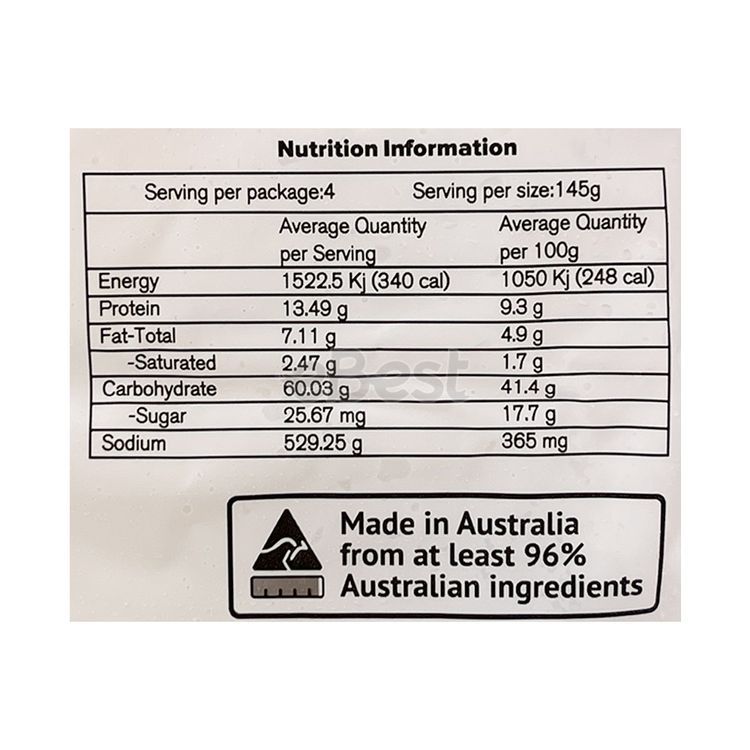 Nutrition Information
Serving per package:4 Serving per size:145g
Average Quantity per Serving Average Quantity per 100g
Energy 1522.5 Kj (340 cal) 1050 Kj (248 cal)
Protein 13.49 g 9.3 g
Fat-Total 7.11 g 4.9 g
-Saturated 2.47 g 1.7 g
Carbohydrate 60.03 g 41.4 g
-Sugar 25.67 mg 17.7 g
Sodium 529.25 g 365 mg
Best
Made in Australia
from at least 96%
Australian ingredients